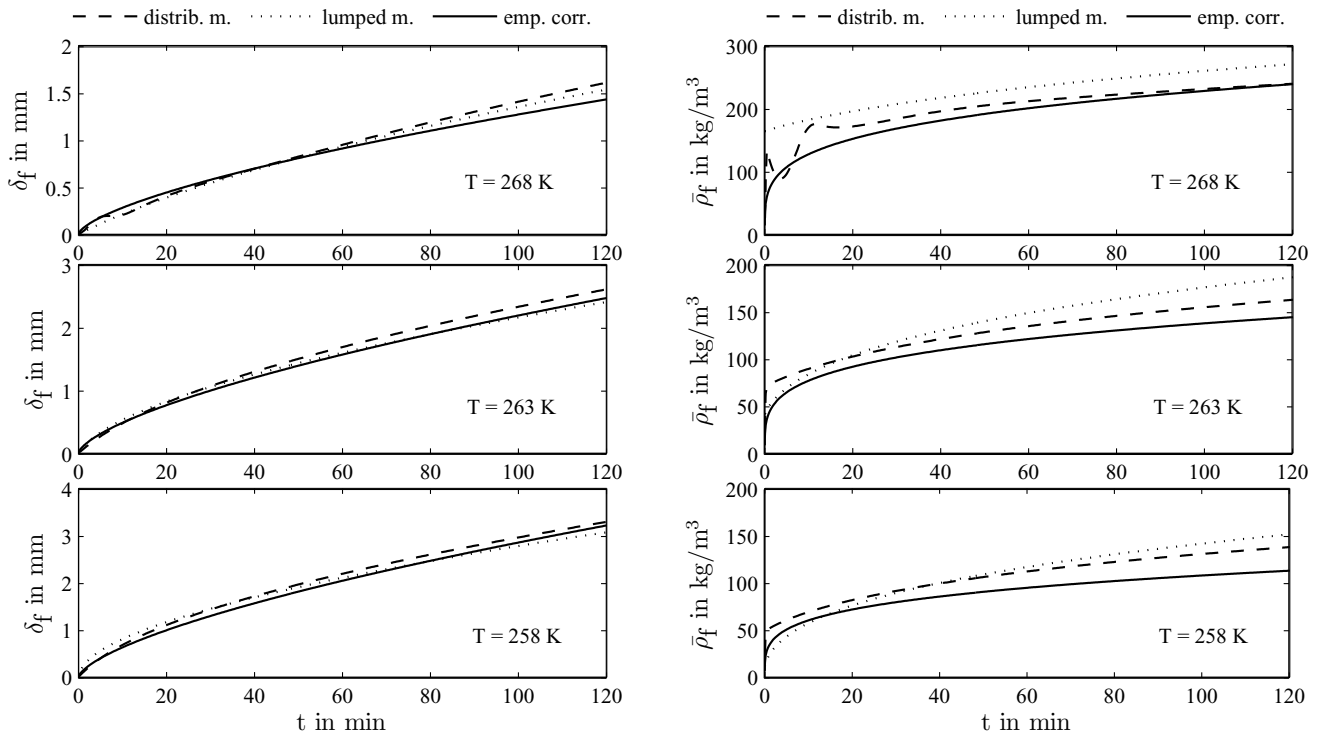 distrib. m. lumped m. emp. corr.
2
1.5
1
0.5
0
δf in mm
T = 268 K
0 20 40 60 80 100 120
3
2
1
0
δf in mm
T = 263 K
0 20 40 60 80 100 120
4
3
2
1
0
δf in mm
T = 258 K
0 20 40 60 80 100 120
t in min
distrib. m. lumped m. emp. corr.
300
200
100
0
ρ̄f in kg/m³
T = 268 K
0 20 40 60 80 100 120
200
150
100
50
0
ρ̄f in kg/m³
T = 263 K
0 20 40 60 80 100 120
200
150
100
50
0
ρ̄f in kg/m³
T = 258 K
0 20 40 60 80 100 120
t in min